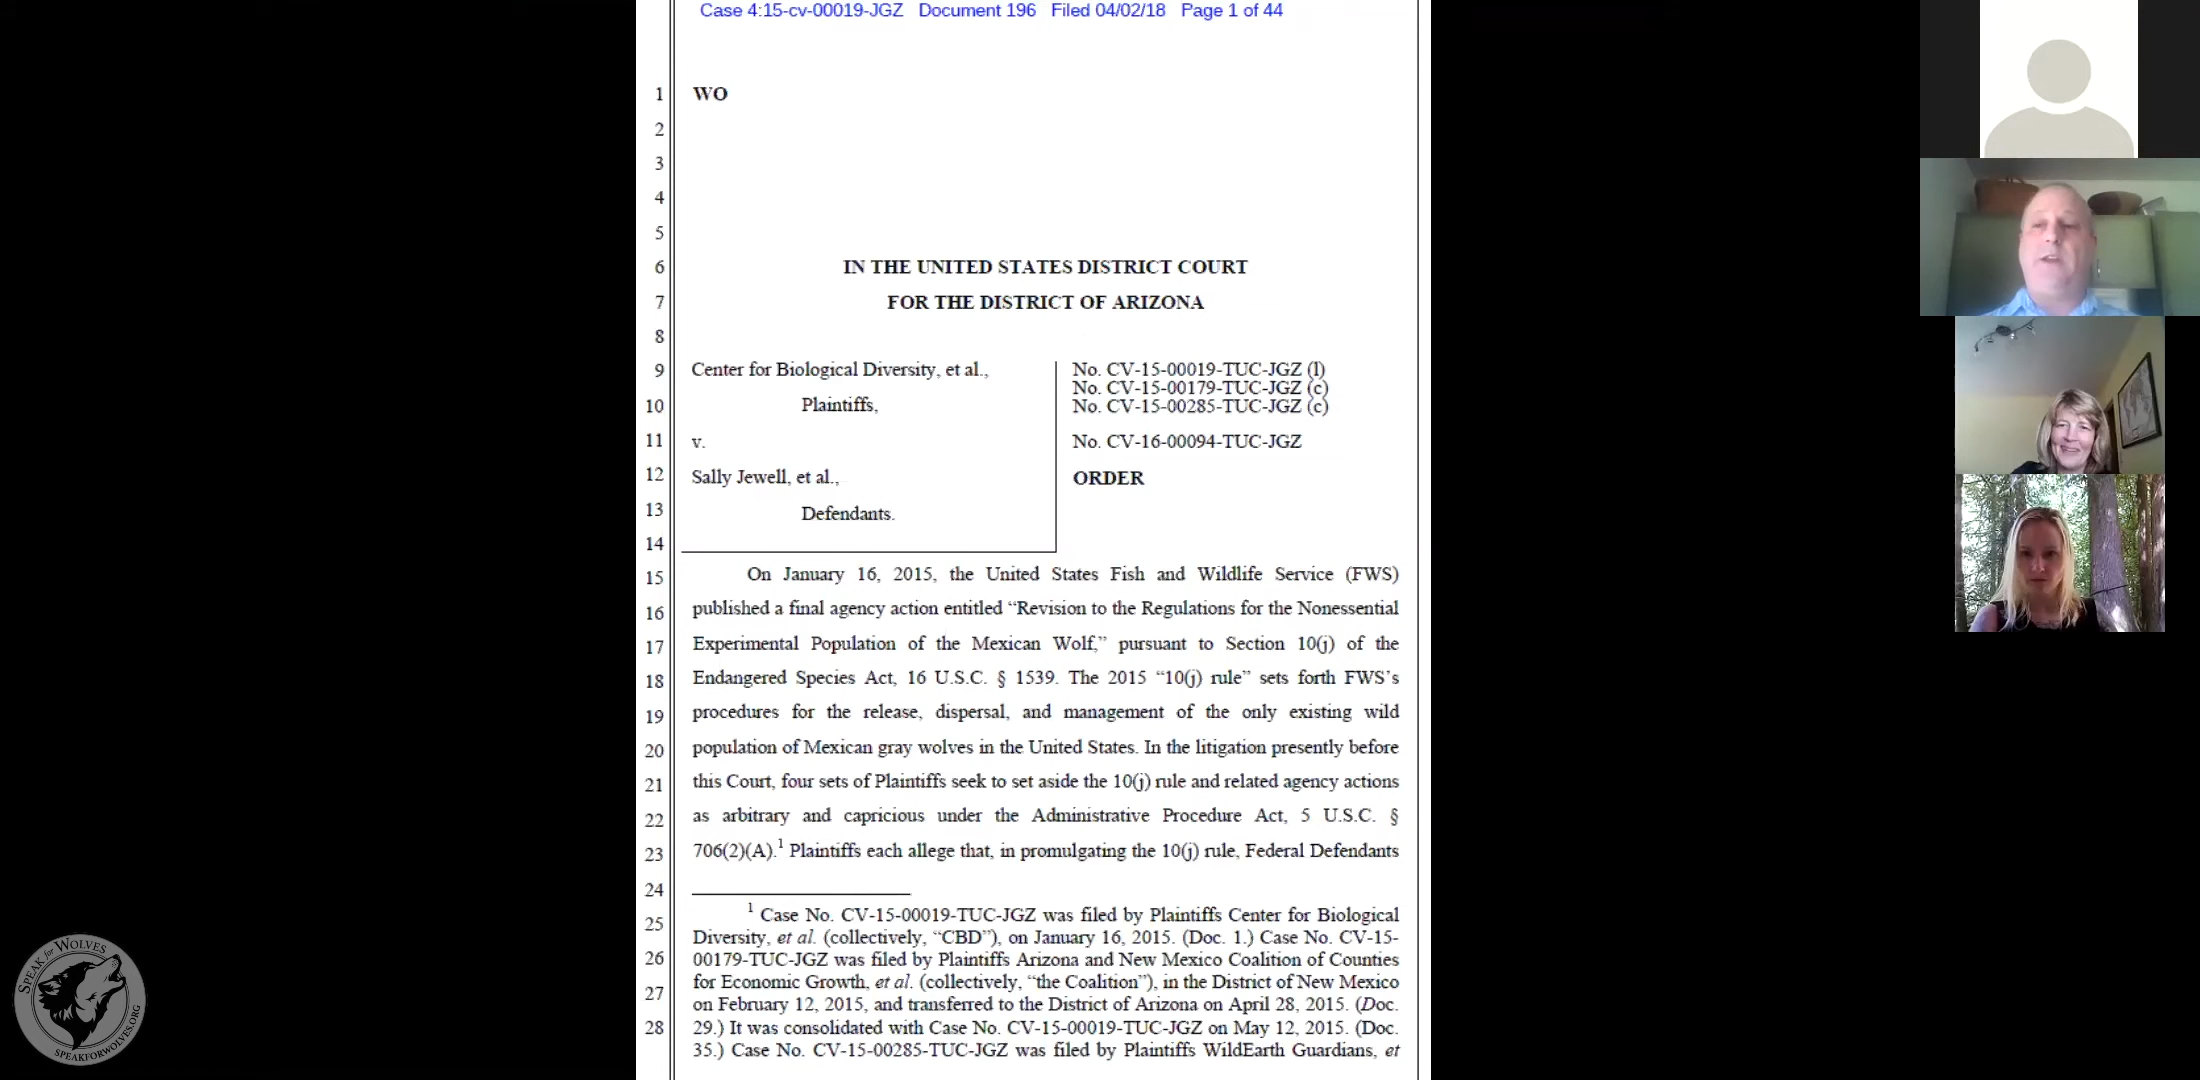 Case 4:15-cv-00019-JGZ Document 196 Filed 04/02/18 Page 1 of 44
1 WO
2
3
4
5
6 IN THE UNITED STATES DISTRICT COURT
7 FOR THE DISTRICT OF ARIZONA
8
9 Center for Biological Diversity, et al.,
10 Plaintiffs,
11 v.
12 Sally Jewell, et al.,
13 Defendants.
14
No. CV-15-00019-TUC-JGZ (l)
No. CV-15-00179-TUC-JGZ (c)
No. CV-15-00285-TUC-JGZ (c)
No. CV-16-00094-TUC-JGZ
ORDER
15 On January 16, 2015, the United States Fish and Wildlife Service (FWS)
16 published a final agency action entitled “Revision to the Regulations for the Nonessential
17 Experimental Population of the Mexican Wolf,” pursuant to Section 10(j) of the
18 Endangered Species Act, 16 U.S.C. § 1539. The 2015 “10(j) rule” sets forth FWS’s
19 procedures for the release, dispersal, and management of the only existing wild
20 population of Mexican gray wolves in the United States. In the litigation presently before
21 this Court, four sets of Plaintiffs seek to set aside the 10(j) rule and related agency actions
22 as arbitrary and capricious under the Administrative Procedure Act, 5 U.S.C. §
23 706(2)(A).1 Plaintiffs each allege that, in promulgating the 10(j) rule, Federal Defendants
24
25 1 Case No. CV-15-00019-TUC-JGZ was filed by Plaintiffs Center for Biological
Diversity, et al. (collectively, “CBD”), on January 16, 2015. (Doc. 1.) Case No. CV-15-
26 00179-TUC-JGZ was filed by Plaintiffs Arizona and New Mexico Coalition of Counties
for Economic Growth, et al. (collectively, “the Coalition”), in the District of New Mexico
27 on February 12, 2015, and transferred to the District of Arizona on April 28, 2015. (Doc.
28 29.) It was consolidated with Case No. CV-15-00019-TUC-JGZ on May 12, 2015. (Doc.
35.) Case No. CV-15-00285-TUC-JGZ was filed by Plaintiffs WildEarth Guardians, et
SPEAK for WOLVES
SPEAKFORWOLVES.ORG